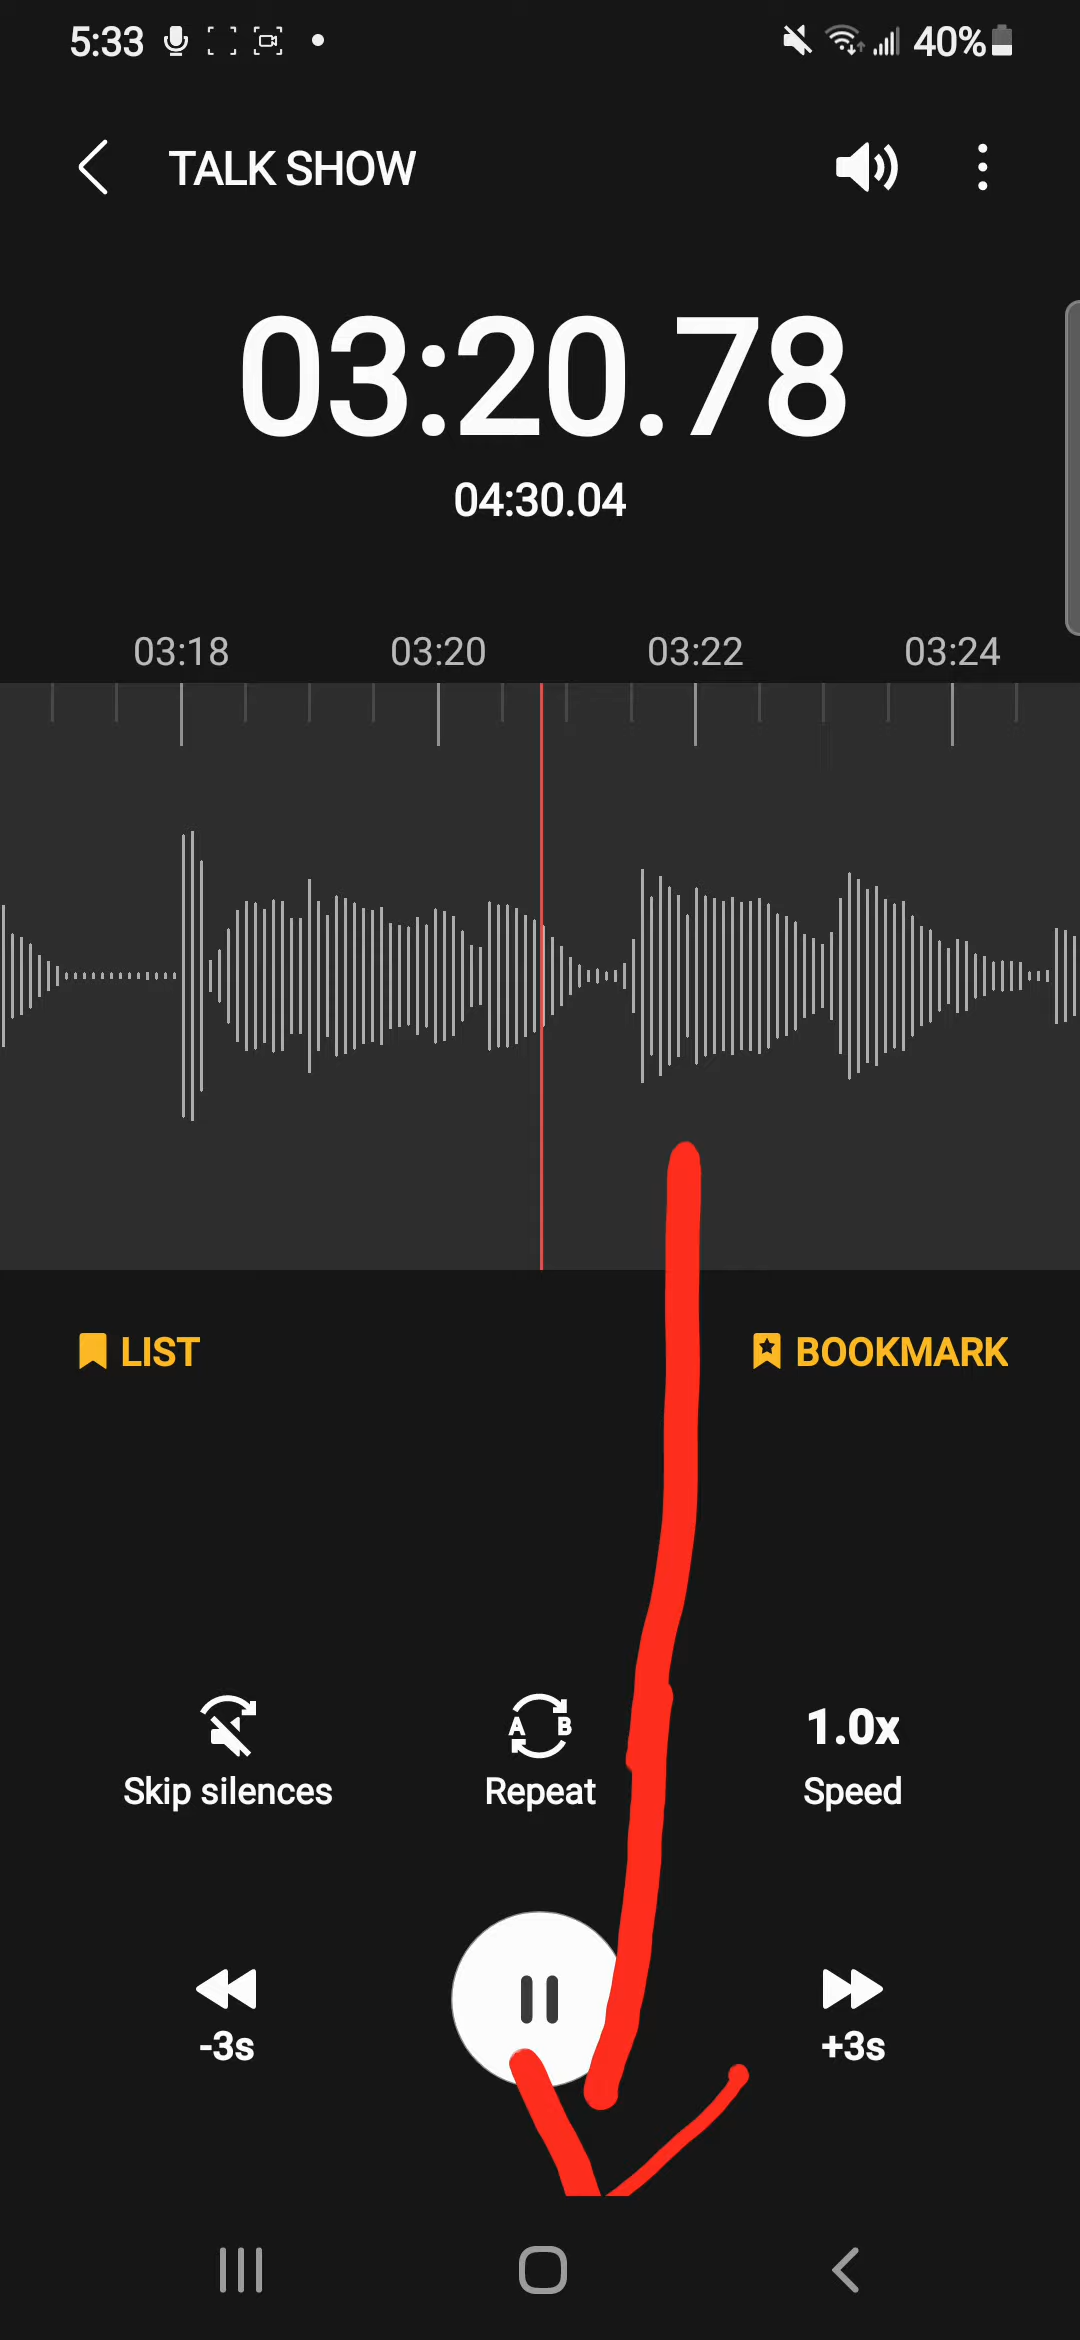 5:33 40%
TALK SHOW
03:20.78
04:30.04
03:18 03:20 03:22 03:24
LIST BOOKMARK
A B 1.0x
Skip silences Repeat Speed
-3s +3s